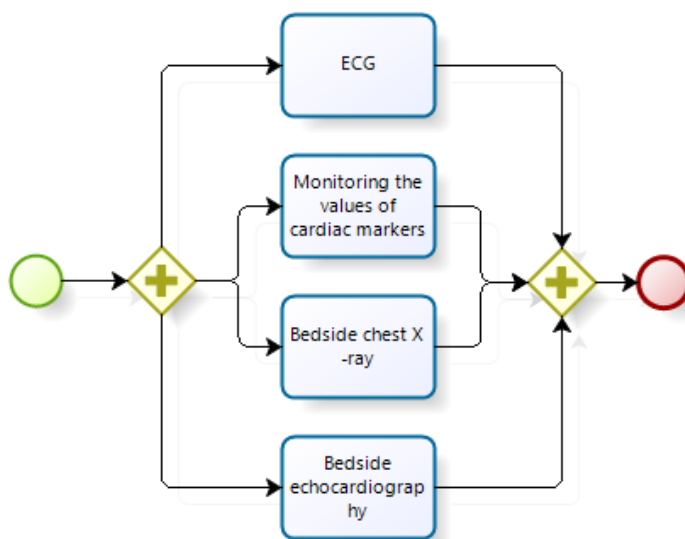 ECG
Monitoring the
values of
cardiac markers
Bedside chest X
-ray
Bedside
echocardiograp
hy